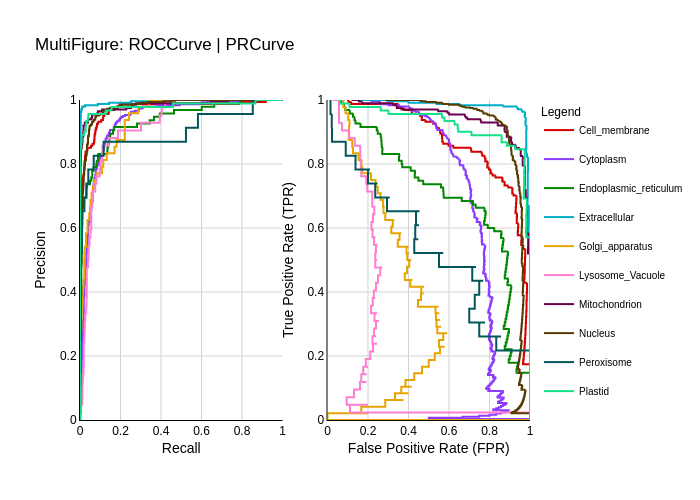 MultiFigure: ROCCurve | PRCurve
Precision
1
0.8
0.6
0.4
0.2
0
0 0.2 0.4 0.6 0.8 1
Recall
True Positive Rate (TPR)
1
0.8
0.6
0.4
0.2
0
0 0.2 0.4 0.6 0.8 1
False Positive Rate (FPR)
Legend
Cell_membrane
Cytoplasm
Endoplasmic_reticulum
Extracellular
Golgi_apparatus
Lysosome_Vacuole
Mitochondrion
Nucleus
Peroxisome
Plastid